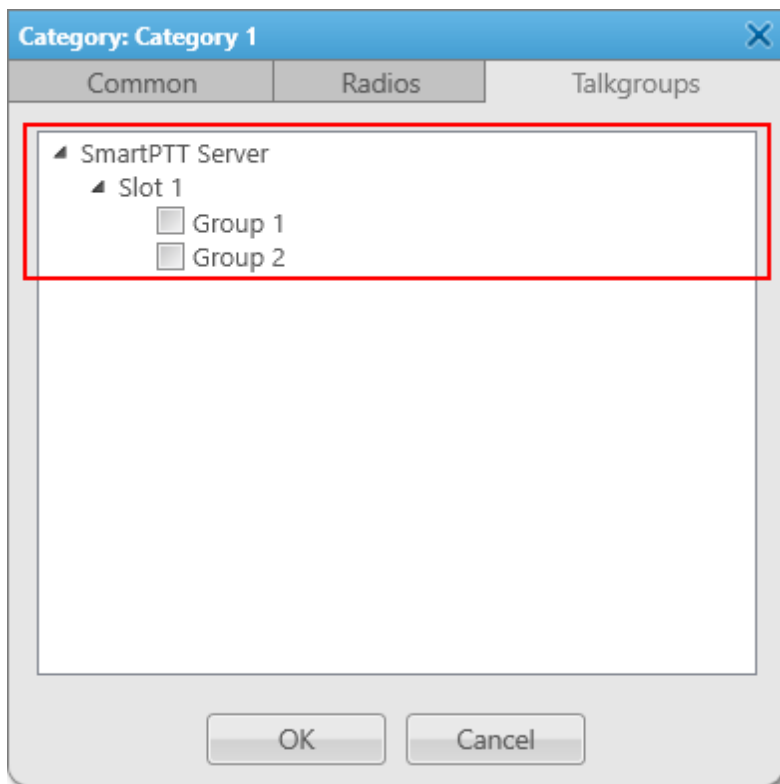 Category: Category 1
Common Radios Talkgroups
SmartPTT Server
Slot 1
Group 1
Group 2
OK Cancel